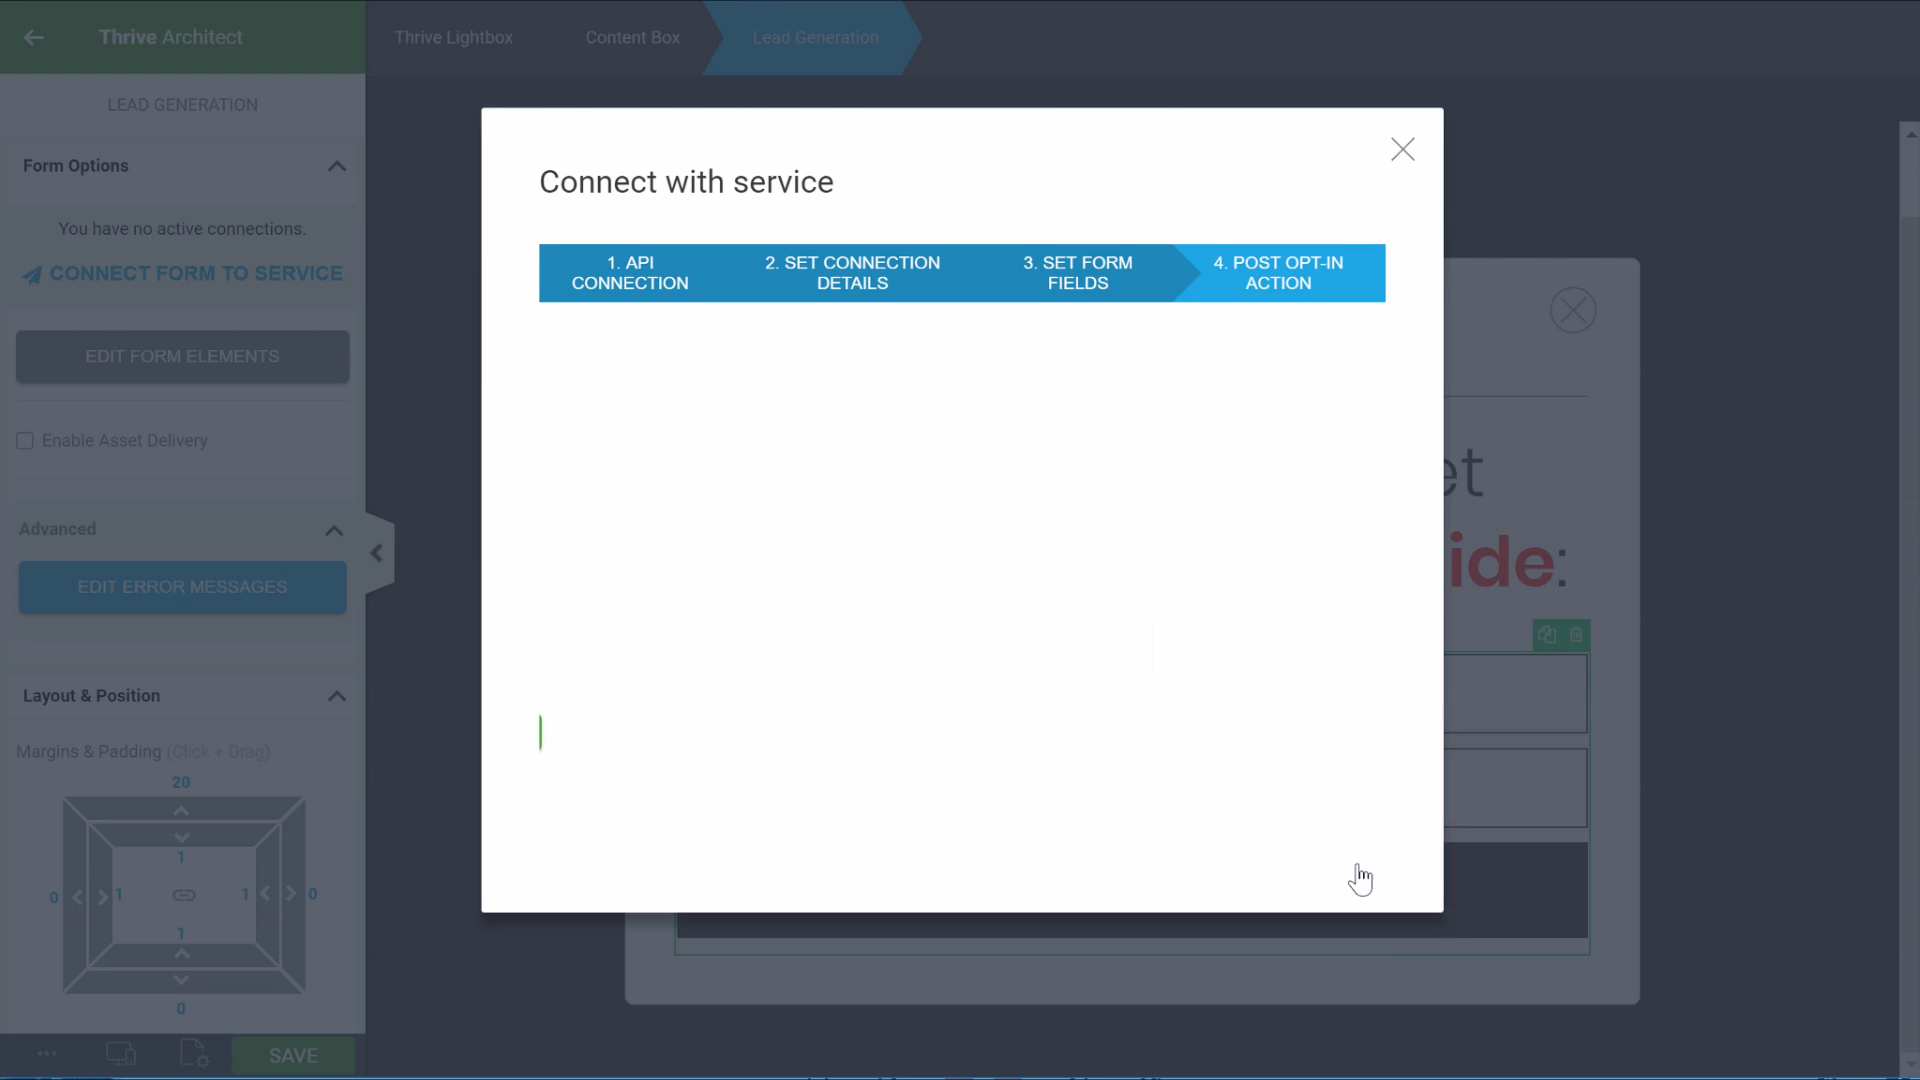 Thrive Architect
Thrive Lightbox
Content Box
Lead Generation
LEAD GENERATION
Form Options
You have no active connections.
CONNECT FORM TO SERVICE
EDIT FORM ELEMENTS
Enable Asset Delivery
Advanced
EDIT ERROR MESSAGES
Layout & Position
Margins & Padding (Click + Drag)
20
1
0 1 1 0
1
0
SAVE
Connect with service
1. API
CONNECTION
2. SET CONNECTION
DETAILS
3. SET FORM
FIELDS
4. POST OPT-IN
ACTION
et
ide: